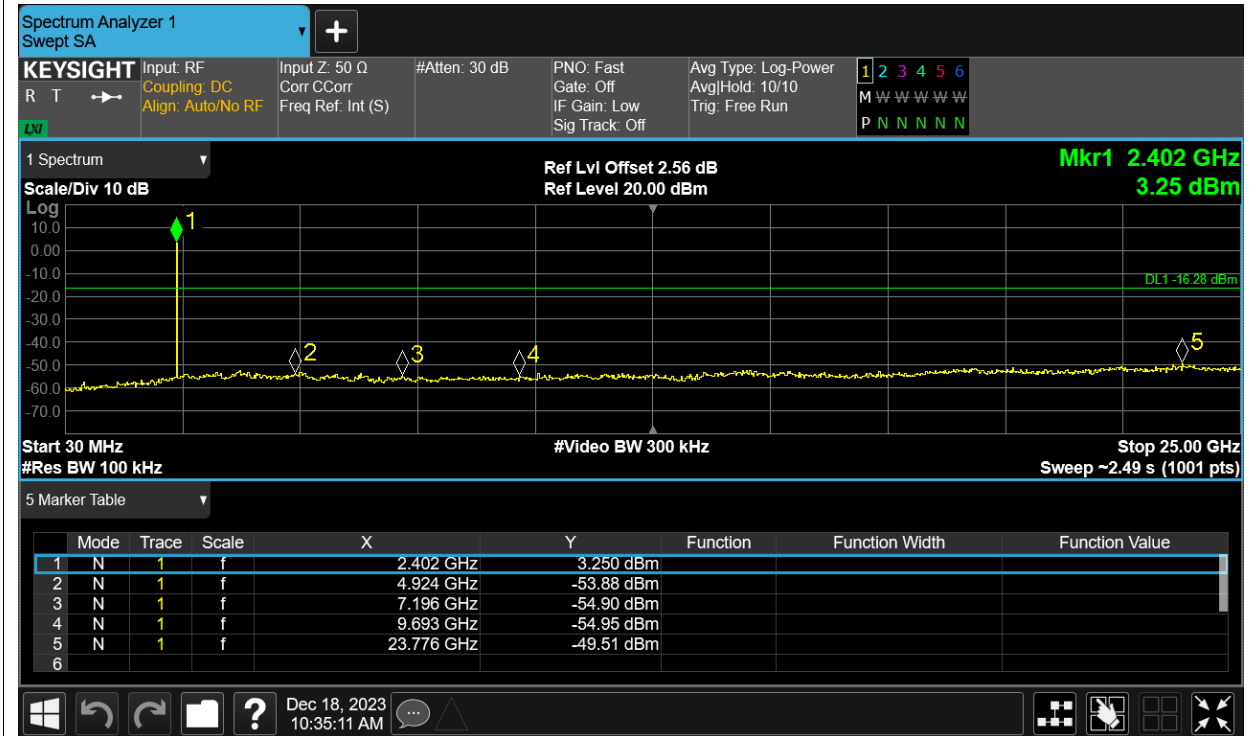 Spectrum Analyzer 1
Swept SA
KEYSIGHT
R T
LXI
Input: RF
Coupling: DC
Align: Auto/No RF
Input Z: 50 Ω
Corr CCorr
Freq Ref: Int (S)
#Atten: 30 dB
PNO: Fast
Gate: Off
IF Gain: Low
Sig Track: Off
Avg Type: Log-Power
Avg|Hold: 10/10
Trig: Free Run
1 2 3 4 5 6
M W W W W W
P N N N N N
1 Spectrum
Scale/Div 10 dB
Ref Lvl Offset 2.56 dB
Ref Level 20.00 dBm
Mkr1 2.402 GHz
3.25 dBm
Log
10.0
0.00
-10.0
-20.0
-30.0
-40.0
-50.0
-60.0
-70.0
1
2
3
4
5
DL1 -16.28 dBm
Start 30 MHz
#Res BW 100 kHz
#Video BW 300 kHz
Stop 25.00 GHz
Sweep ~2.49 s (1001 pts)
5 Marker Table
Mode Trace Scale X Y Function Function Width Function Value
1 N 1 f 2.402 GHz 3.250 dBm
2 N 1 f 4.924 GHz -53.88 dBm
3 N 1 f 7.196 GHz -54.90 dBm
4 N 1 f 9.693 GHz -54.95 dBm
5 N 1 f 23.776 GHz -49.51 dBm
6
?
Dec 18, 2023
10:35:11 AM